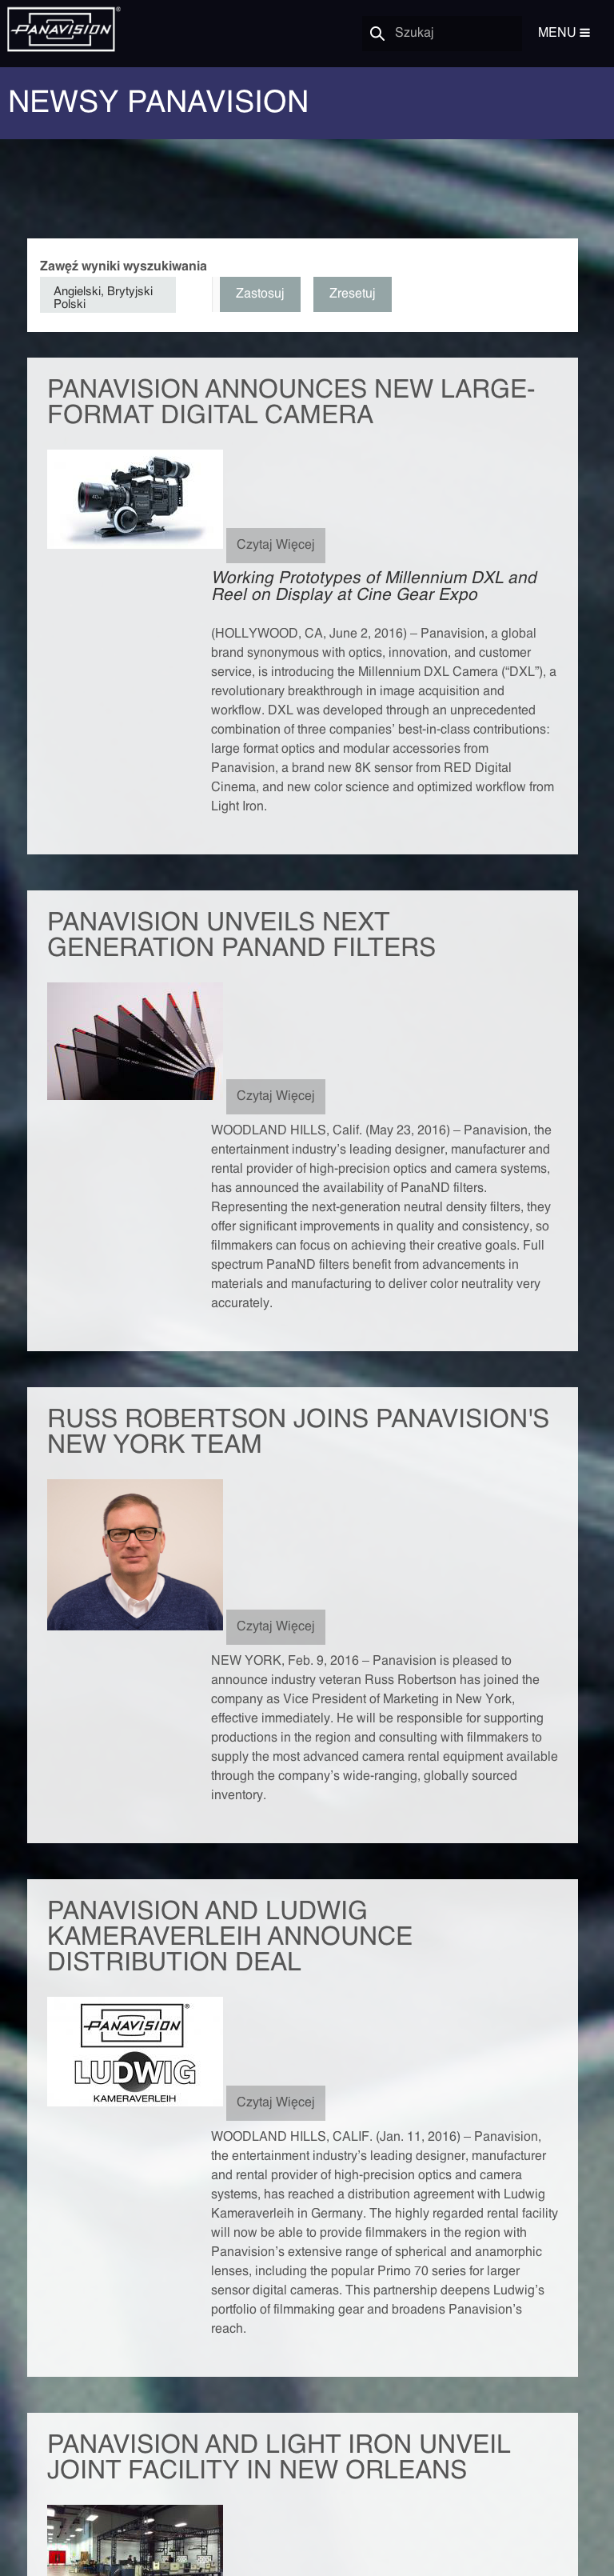 PANAVISION ®
Szukaj
MENU
NEWSY PANAVISION
Zawęź wyniki wyszukiwania
Angielski, Brytyjski
Polski
Zastosuj
Zresetuj
PANAVISION ANNOUNCES NEW LARGE-
FORMAT DIGITAL CAMERA
Czytaj Więcej
Working Prototypes of Millennium DXL and
Reel on Display at Cine Gear Expo
(HOLLYWOOD, CA, June 2, 2016) – Panavision, a global
brand synonymous with optics, innovation, and customer
service, is introducing the Millennium DXL Camera (“DXL”), a
revolutionary breakthrough in image acquisition and
workflow. DXL was developed through an unprecedented
combination of three companies’ best-in-class contributions:
large format optics and modular accessories from
Panavision, a brand new 8K sensor from RED Digital
Cinema, and new color science and optimized workflow from
Light Iron.
PANAVISION UNVEILS NEXT
GENERATION PANAND FILTERS
Czytaj Więcej
WOODLAND HILLS, Calif. (May 23, 2016) – Panavision, the
entertainment industry’s leading designer, manufacturer and
rental provider of high-precision optics and camera systems,
has announced the availability of PanaND filters.
Representing the next-generation neutral density filters, they
offer significant improvements in quality and consistency, so
filmmakers can focus on achieving their creative goals. Full
spectrum PanaND filters benefit from advancements in
materials and manufacturing to deliver color neutrality very
accurately.
RUSS ROBERTSON JOINS PANAVISION'S
NEW YORK TEAM
Czytaj Więcej
NEW YORK, Feb. 9, 2016 – Panavision is pleased to
announce industry veteran Russ Robertson has joined the
company as Vice President of Marketing in New York,
effective immediately. He will be responsible for supporting
productions in the region and consulting with filmmakers to
supply the most advanced camera rental equipment available
through the company’s wide-ranging, globally sourced
inventory.
PANAVISION AND LUDWIG
KAMERAVERLEIH ANNOUNCE
DISTRIBUTION DEAL
PANAVISION ®
LUDWIG
KAMERAVERLEIH
Czytaj Więcej
WOODLAND HILLS, CALIF. (Jan. 11, 2016) – Panavision,
the entertainment industry’s leading designer, manufacturer
and rental provider of high-precision optics and camera
systems, has reached a distribution agreement with Ludwig
Kameraverleih in Germany. The highly regarded rental facility
will now be able to provide filmmakers in the region with
Panavision’s extensive range of spherical and anamorphic
lenses, including the popular Primo 70 series for larger
sensor digital cameras. This partnership deepens Ludwig’s
portfolio of filmmaking gear and broadens Panavision’s
reach.
PANAVISION AND LIGHT IRON UNVEIL
JOINT FACILITY IN NEW ORLEANS